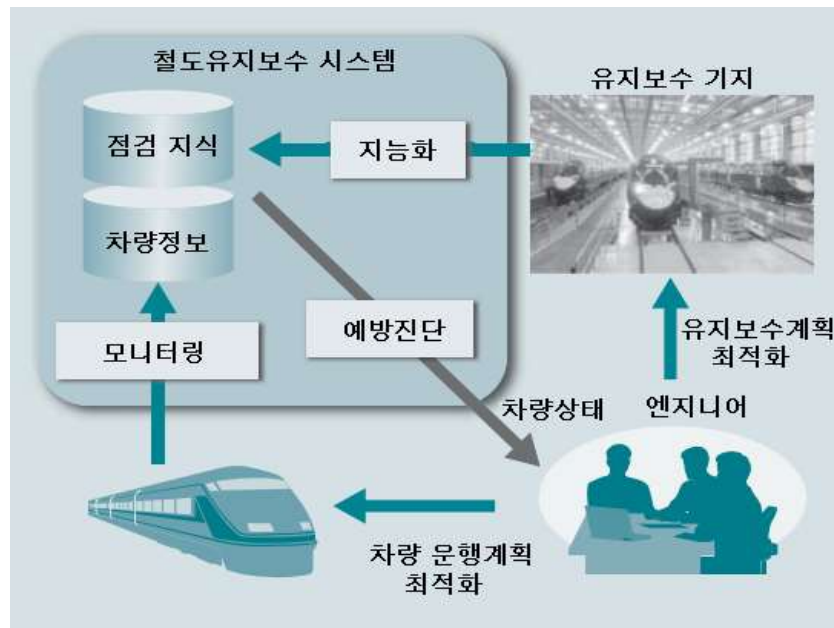 철도유지보수 시스템
유지보수 기지
점검 지식
지능화
차량정보
예방진단
모니터링
유지보수계획
최적화
차량상태
엔지니어
차량 운행계획
최적화